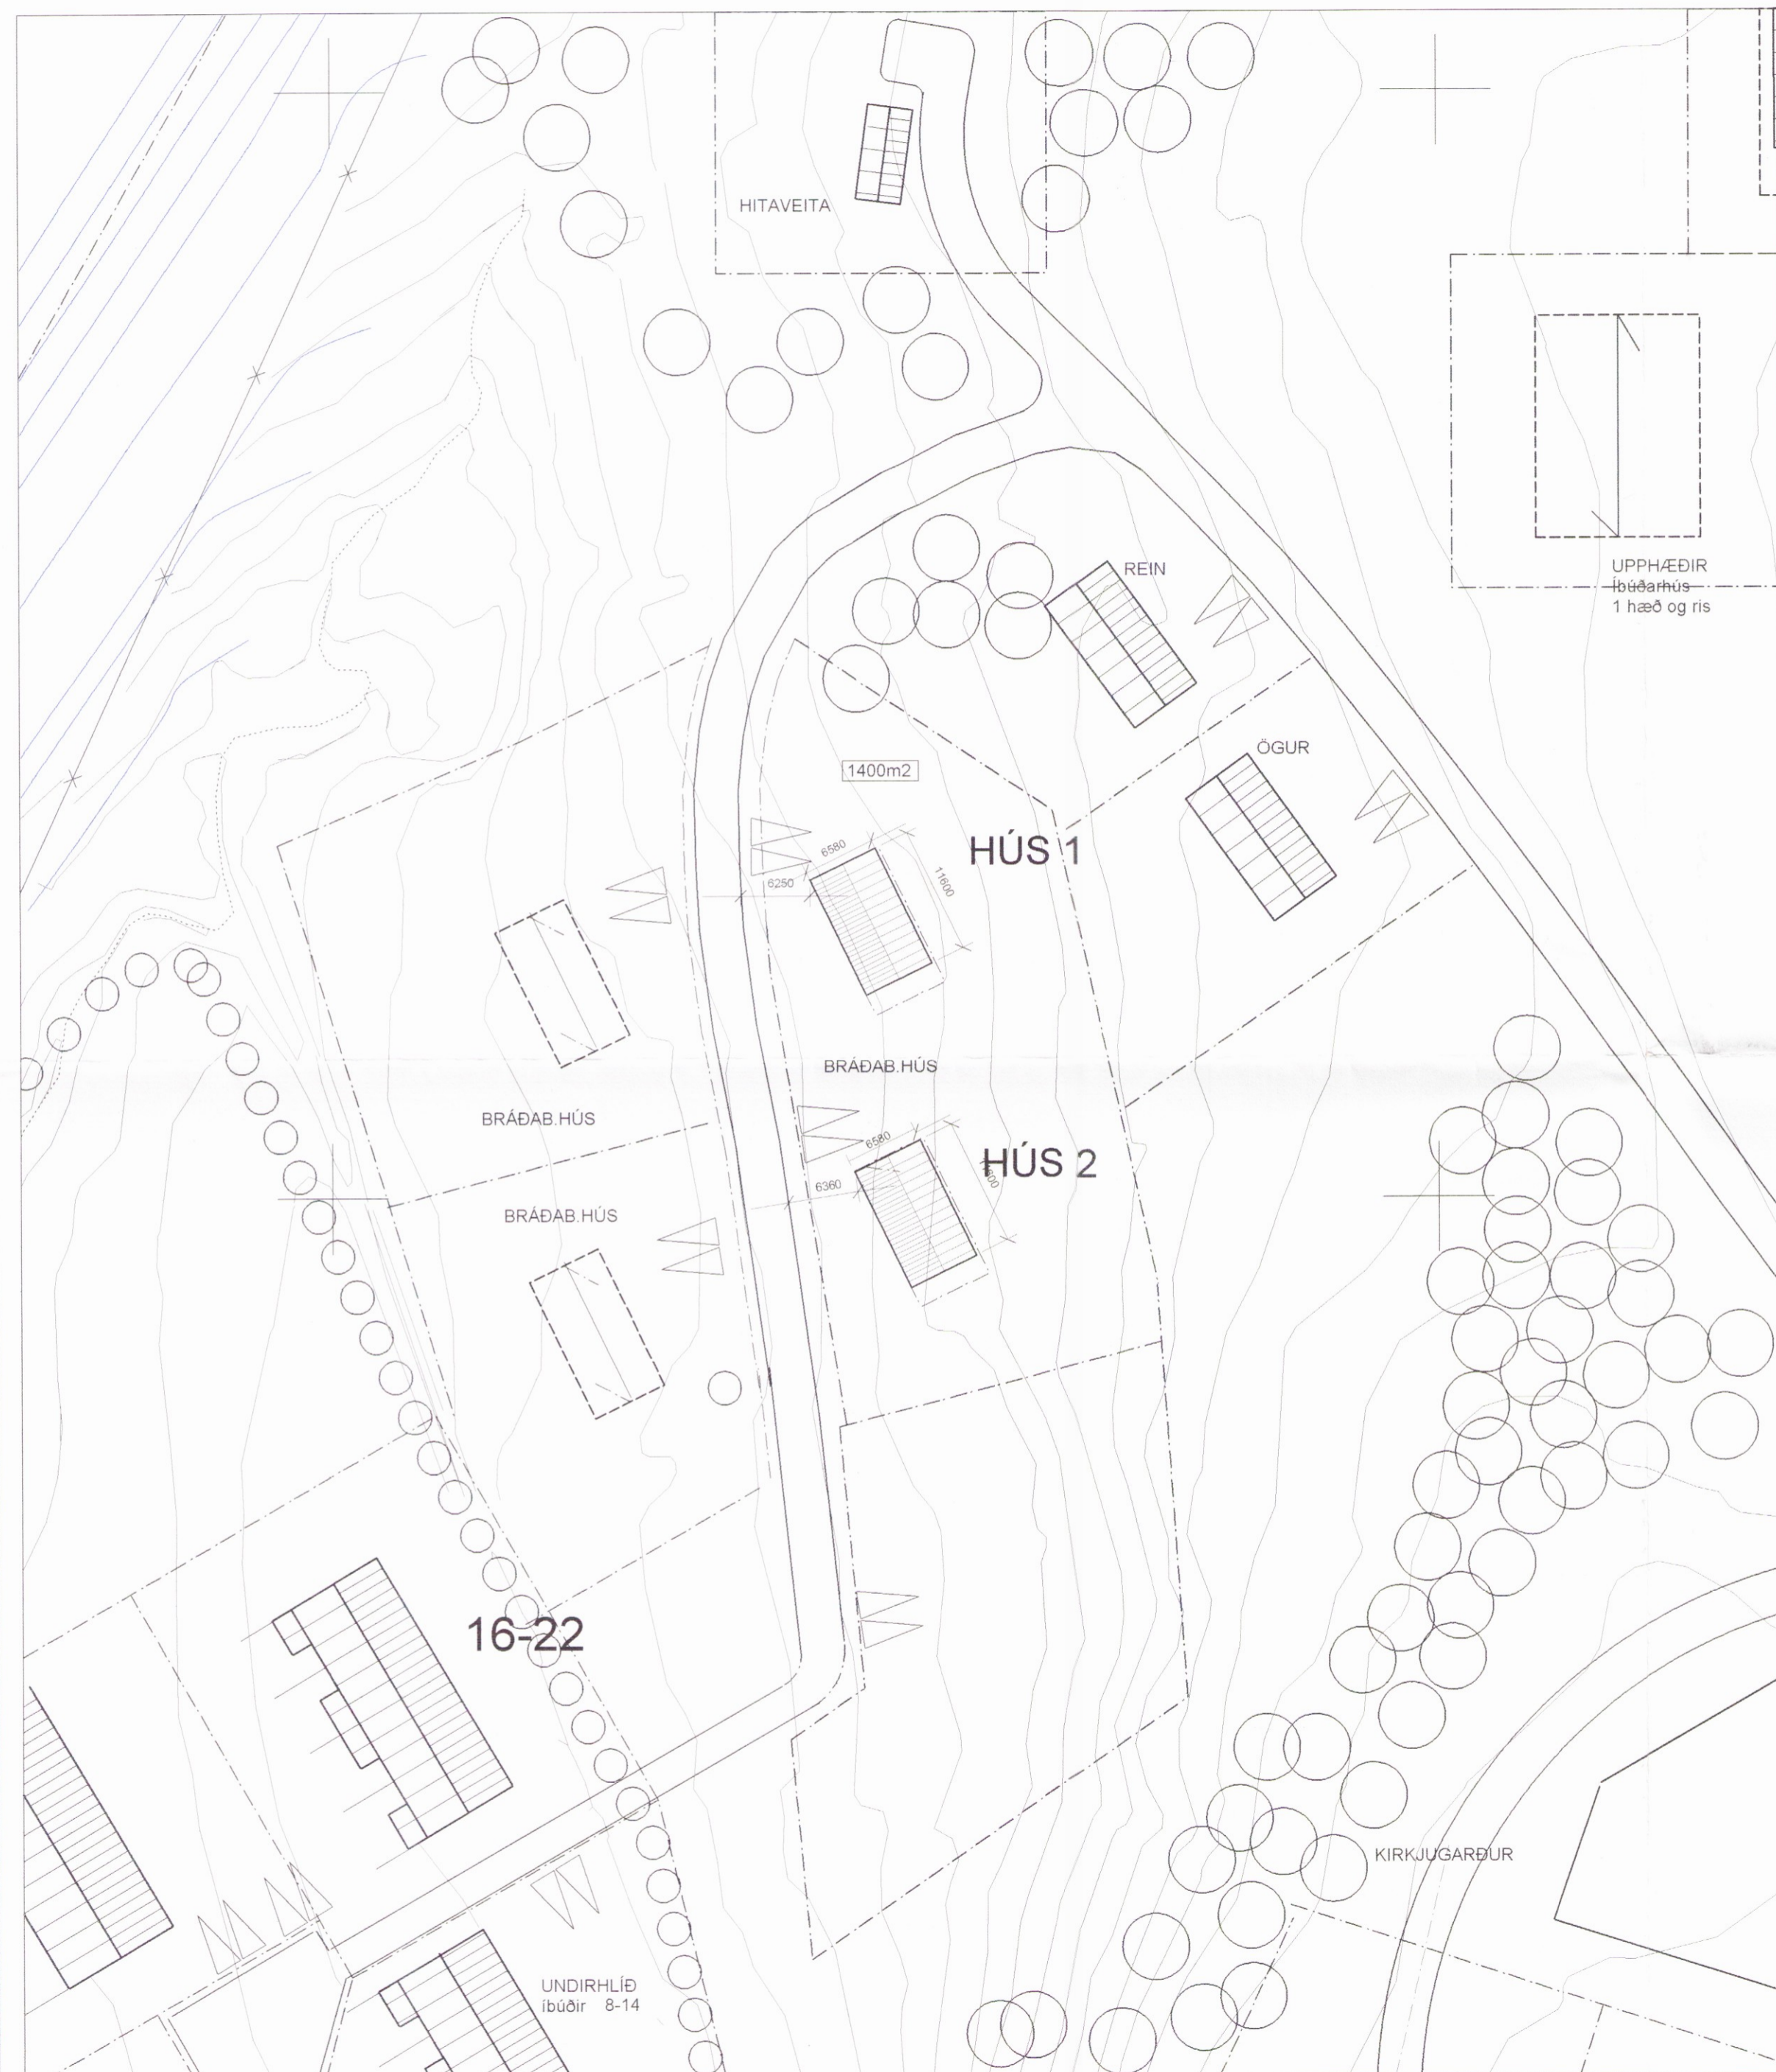 HITAVEITA
REIN
UPPHÆÐIR
Íbúðarhús
1 hæð og ris
ÖGUR
1400m2
HÚS 1
6580
6250
11600
BRÁÐAB.HÚS
BRÁÐAB.HÚS
HÚS 2
6580
6360
11600
BRÁÐAB.HÚS
16-22
KIRKJUGARÐUR
UNDIRHLÍÐ
íbúðir 8-14